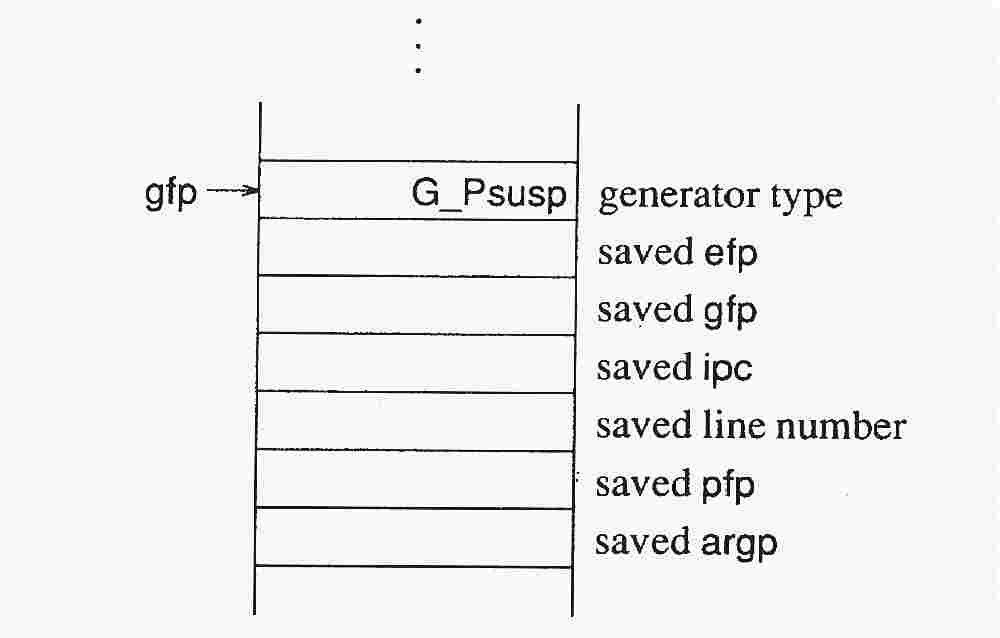 gfp G_Psusp generator type
saved efp
saved gfp
saved ipc
saved line number
saved pfp
saved argp